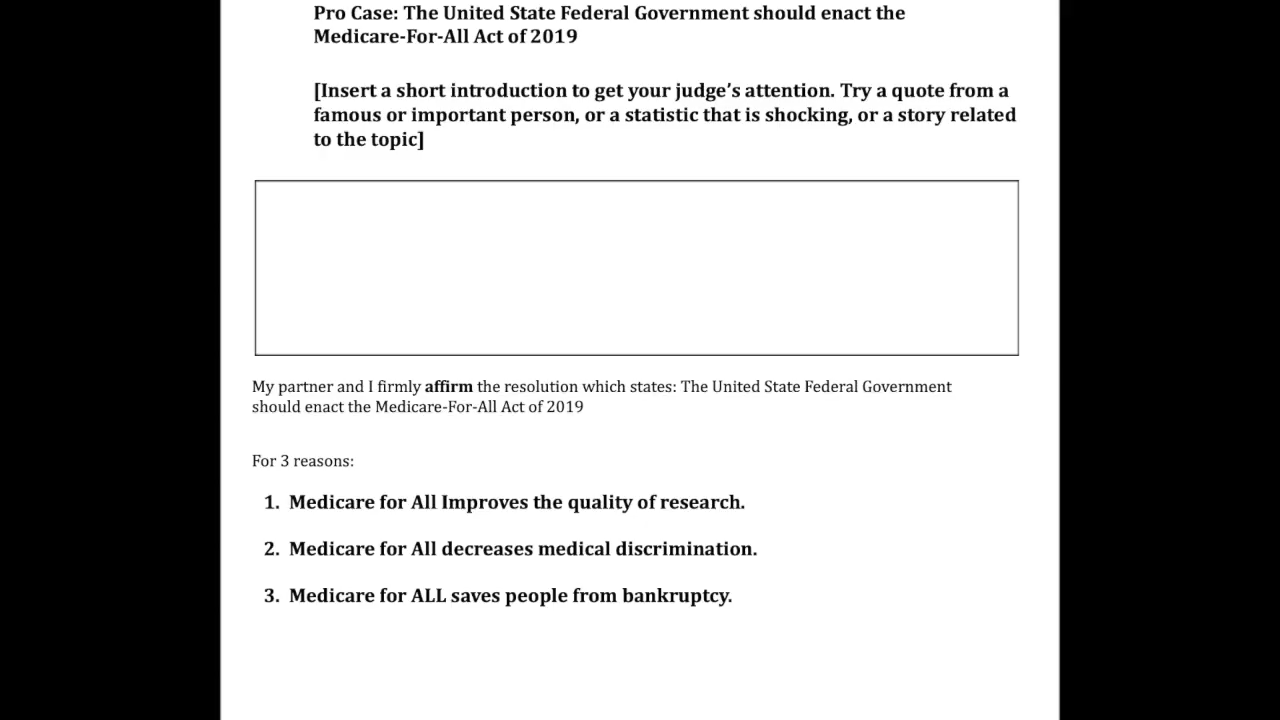 Pro Case: The United State Federal Government should enact the
Medicare-For-All Act of 2019
[Insert a short introduction to get your judge’s attention. Try a quote from a
famous or important person, or a statistic that is shocking, or a story related
to the topic]
My partner and I firmly affirm the resolution which states: The United State Federal Government
should enact the Medicare-For-All Act of 2019
For 3 reasons:
1. Medicare for All Improves the quality of research.
2. Medicare for All decreases medical discrimination.
3. Medicare for ALL saves people from bankruptcy.